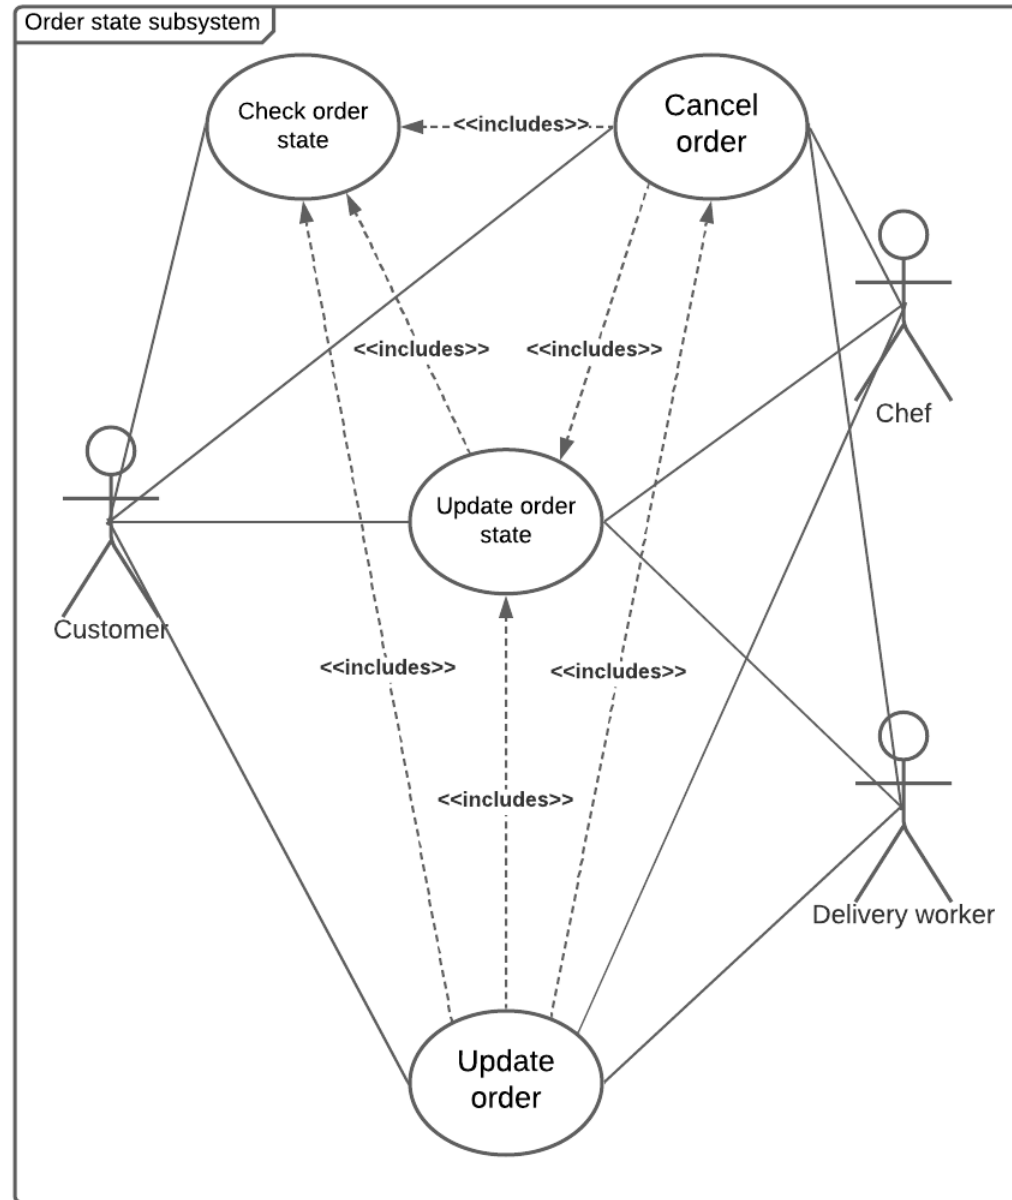 Order state subsystem
Check order
state
<<includes>>
Cancel
order
<<includes>>
<<includes>>
Chef
Update order
state
Customer
<<includes>>
<<includes>>
<<includes>>
Delivery worker
Update
order